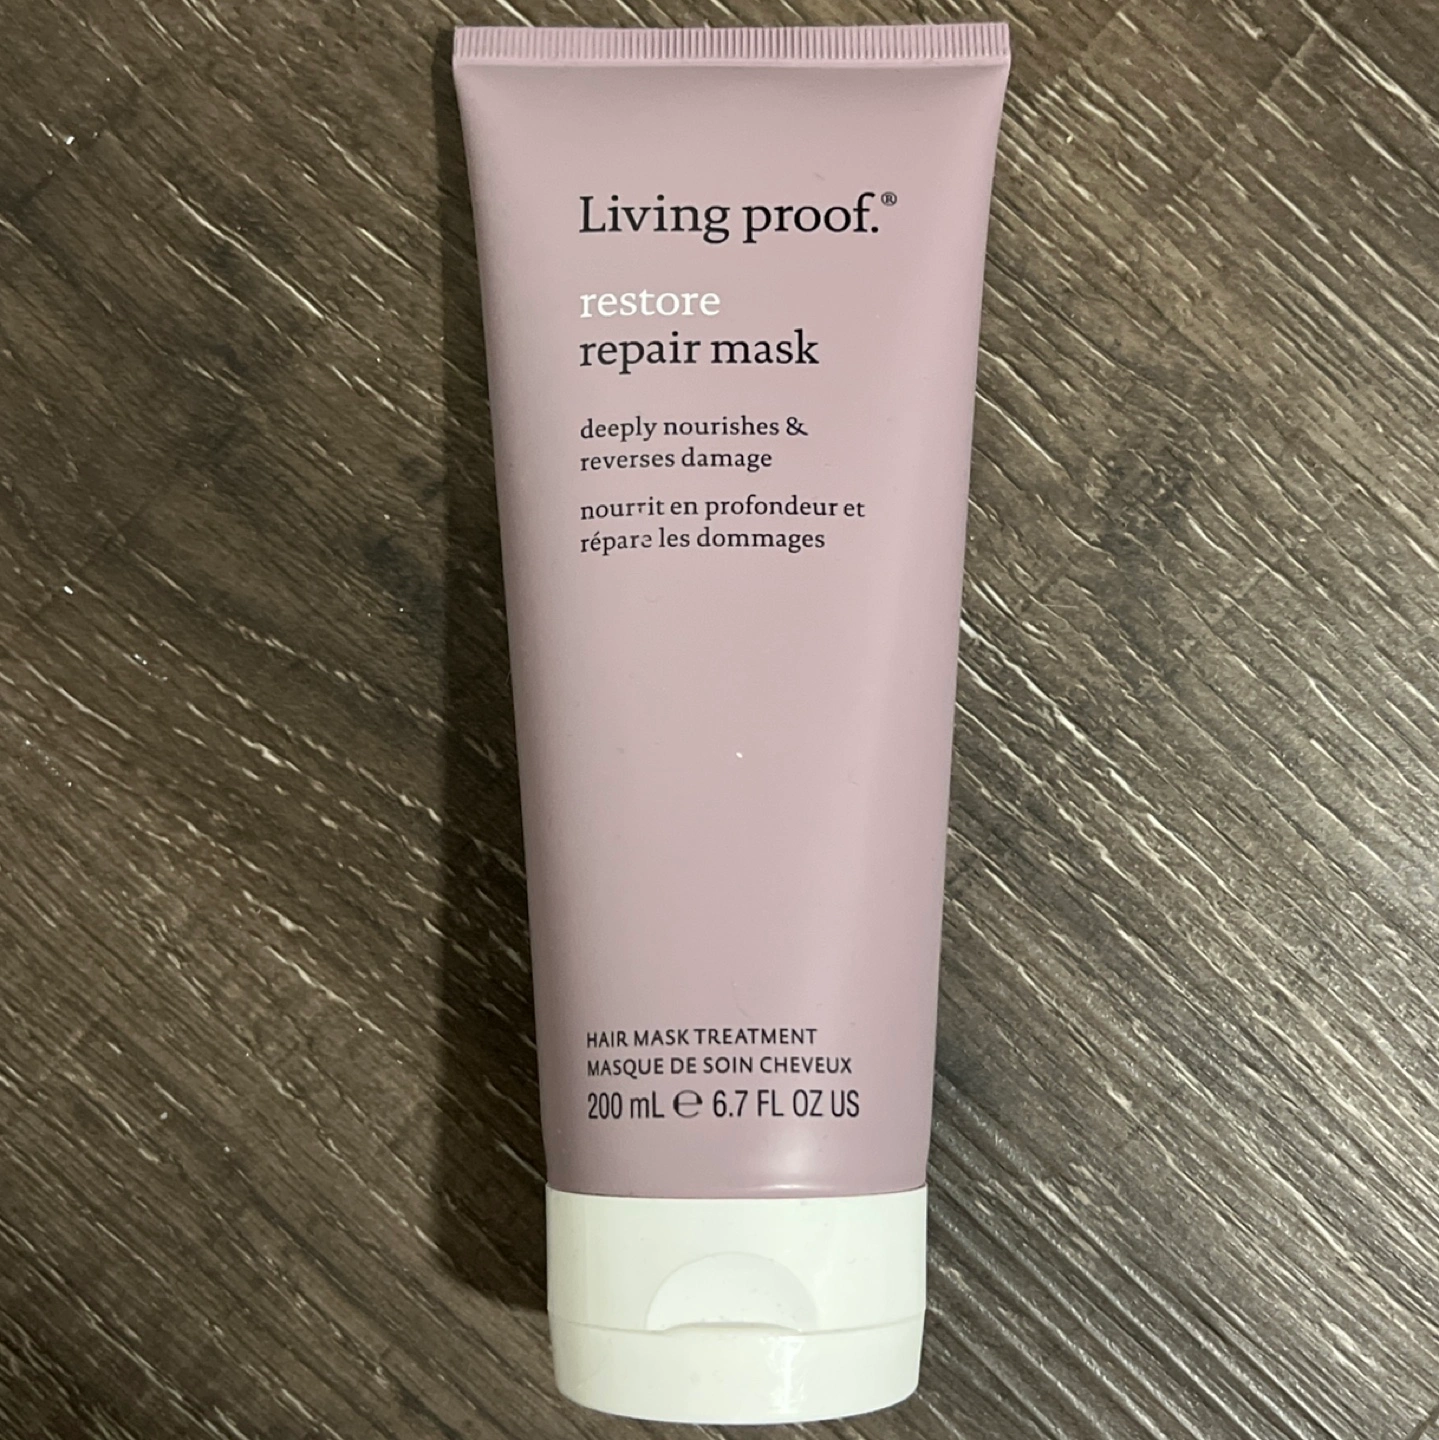 Living proof.®
restore
repair mask
deeply nourishes &
reverses damage
nourrit en profondeur et
répare les dommages
HAIR MASK TREATMENT
MASQUE DE SOIN CHEVEUX
200 mL ℮ 6.7 FL OZ US